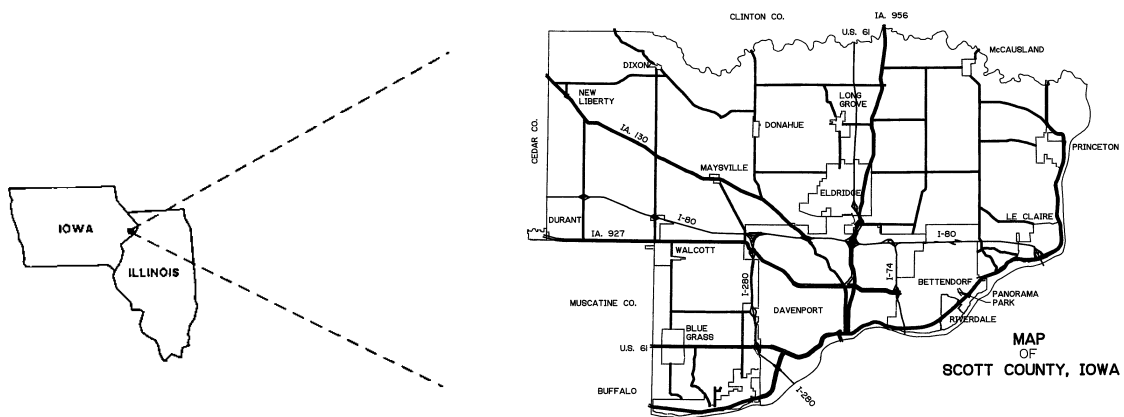 IOWA
ILLINOIS
CLINTON CO.
IA. 956
U.S. 61
McCAUSLAND
DIXON
NEW
LIBERTY
LONG
GROVE
DONAHUE
IA. 130
CEDAR CO.
PRINCETON
MAYSVILLE
ELDRIDGE
DURANT
I-80
LE CLAIRE
IA. 927
I-80
WALCOTT
I-280
I-74
BETTENDORF
MUSCATINE CO.
DAVENPORT
PANORAMA
PARK
RIVERDALE
BLUE
GRASS
U.S. 61
BUFFALO
I-280
MAP
OF
SCOTT COUNTY, IOWA